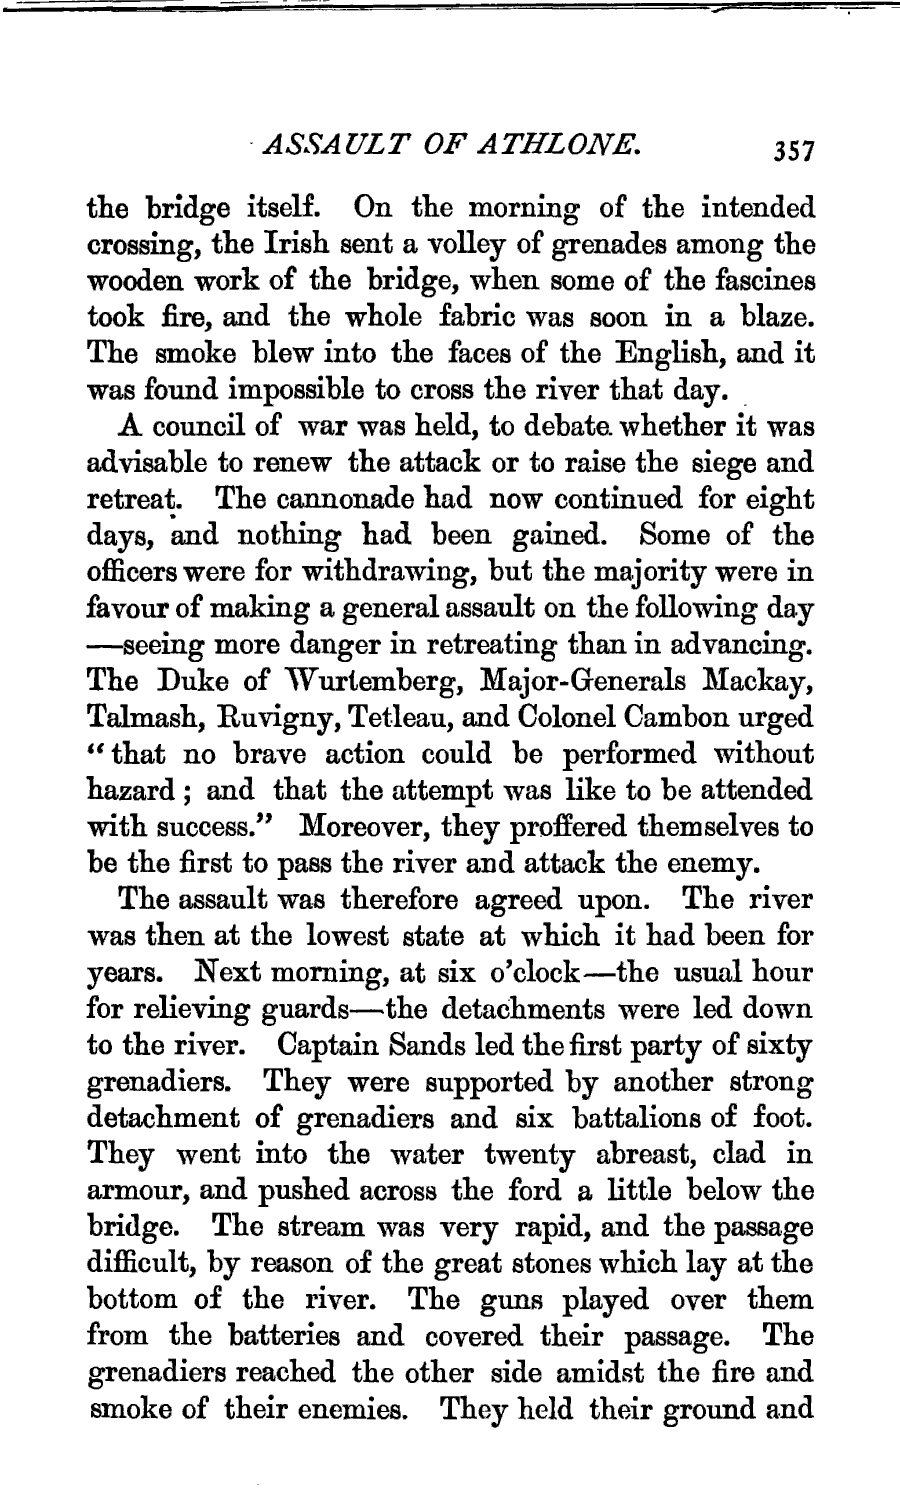 ASSAULT OF ATHLONE. 357
the bridge itself. On the morning of the intended
crossing, the Irish sent a volley of grenades among the
wooden work of the bridge, when some of the fascines
took fire, and the whole fabric was soon in a blaze.
The smoke blew into the faces of the English, and it
was found impossible to cross the river that day.
A council of war was held, to debate whether it was
advisable to renew the attack or to raise the siege and
retreat. The cannonade had now continued for eight
days, and nothing had been gained. Some of the
officers were for withdrawing, but the majority were in
favour of making a general assault on the following day
—seeing more danger in retreating than in advancing.
The Duke of Wurtemberg, Major-Generals Mackay,
Talmash, Ruvigny, Tetleau, and Colonel Cambon urged
“that no brave action could be performed without
hazard; and that the attempt was like to be attended
with success.” Moreover, they proffered themselves to
be the first to pass the river and attack the enemy.
The assault was therefore agreed upon. The river
was then at the lowest state at which it had been for
years. Next morning, at six o’clock—the usual hour
for relieving guards—the detachments were led down
to the river. Captain Sands led the first party of sixty
grenadiers. They were supported by another strong
detachment of grenadiers and six battalions of foot.
They went into the water twenty abreast, clad in
armour, and pushed across the ford a little below the
bridge. The stream was very rapid, and the passage
difficult, by reason of the great stones which lay at the
bottom of the river. The guns played over them
from the batteries and covered their passage. The
grenadiers reached the other side amidst the fire and
smoke of their enemies. They held their ground and